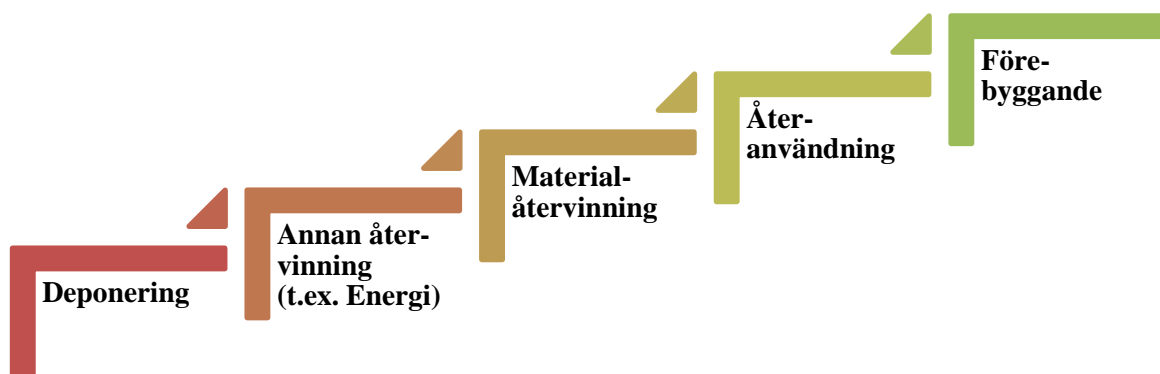 Före-
byggande
Åter-
användning
Material-
återvinning
Annan åter-
vinning
(t.ex. Energi)
Deponering